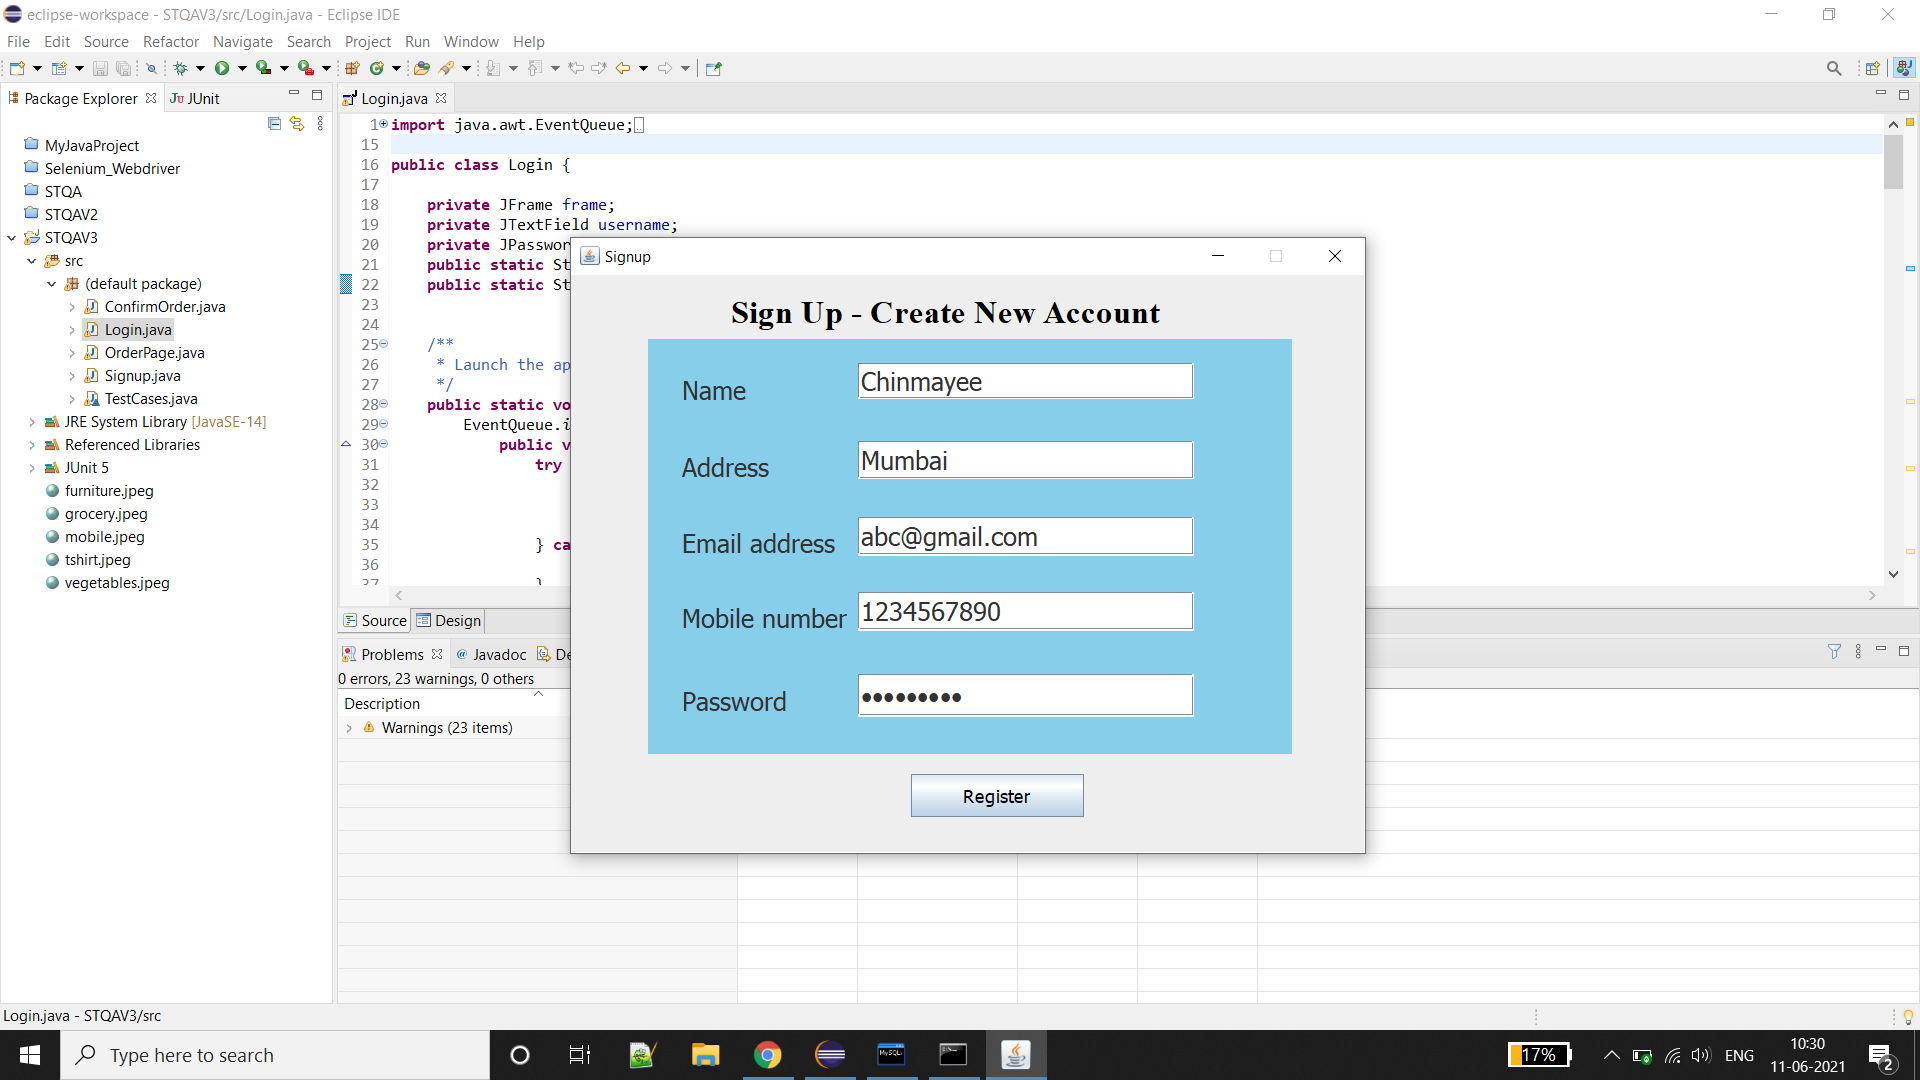 eclipse-workspace - STQAV3/src/Login.java - Eclipse IDE
File Edit Source Refactor Navigate Search Project Run Window Help
Package Explorer
JUnit
MyJavaProject
Selenium_Webdriver
STQA
STQAV2
STQAV3
src
(default package)
ConfirmOrder.java
Login.java
OrderPage.java
Signup.java
TestCases.java
JRE System Library [JavaSE-14]
Referenced Libraries
JUnit 5
furniture.jpeg
grocery.jpeg
mobile.jpeg
tshirt.jpeg
vegetables.jpeg
Login.java
1 import java.awt.EventQueue;
15
16 public class Login {
17
18 private JFrame frame;
19 private JTextField username;
20 private JPasswor
21 public static St
22 public static St
23
24
25 /**
26 * Launch the ap
27 */
28 public static vo
29 EventQueue.i
30 public v
31 try
32
33
34
35 } ca
36
37 }
Source Design
Problems Javadoc De
0 errors, 23 warnings, 0 others
Description
Warnings (23 items)
Signup
Sign Up - Create New Account
Name Chinmayee
Address Mumbai
Email address abc@gmail.com
Mobile number 1234567890
Password •••••••••
Register
Login.java - STQAV3/src
Type here to search
MySQL
17%
ENG
10:30
11-06-2021
2